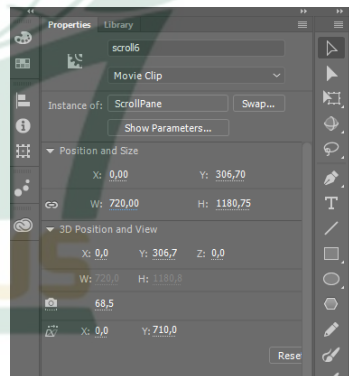 Properties Library
scroll6
Movie Clip
Instance of: ScrollPane Swap...
Show Parameters...
Position and Size
X: 0,00 Y: 306,70
W: 720,00 H: 1180,75
3D Position and View
X: 0,0 Y: 306,7 Z: 0,0
W: 720,0 H: 1180,8
68,5
X: 0,0 Y: 710,0
Rese